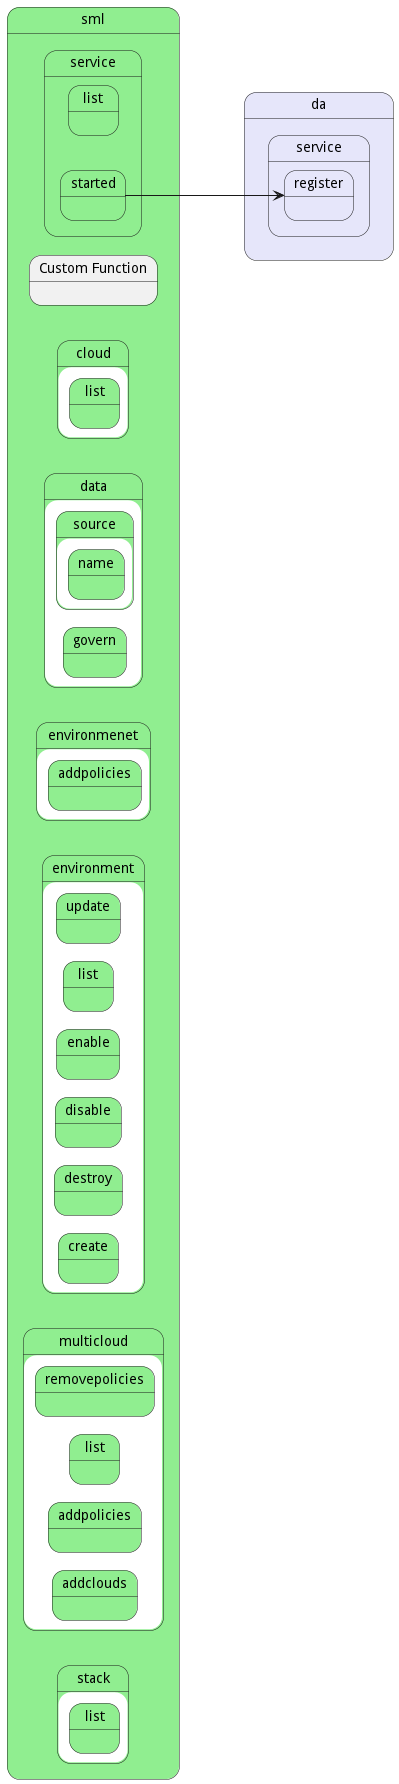 sml
service
list
da
service
started
register
Custom Function
cloud
list
data
source
name
govern
environmenet
addpolicies
environment
update
list
enable
disable
destroy
create
multicloud
removepolicies
list
addpolicies
addclouds
stack
list